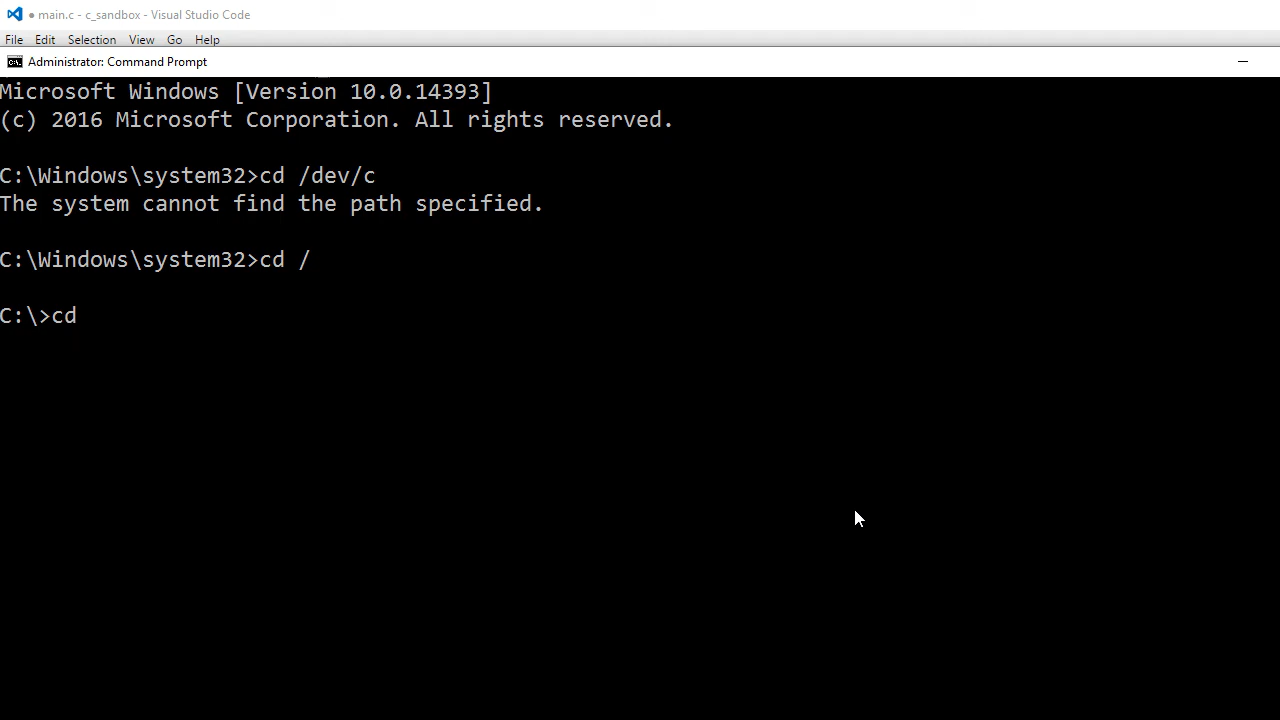 ● main.c - c_sandbox - Visual Studio Code
File Edit Selection View Go Help
Administrator: Command Prompt
Microsoft Windows [Version 10.0.14393]
(c) 2016 Microsoft Corporation. All rights reserved.
C:\Windows\system32>cd /dev/c
The system cannot find the path specified.
C:\Windows\system32>cd /
C:\>cd